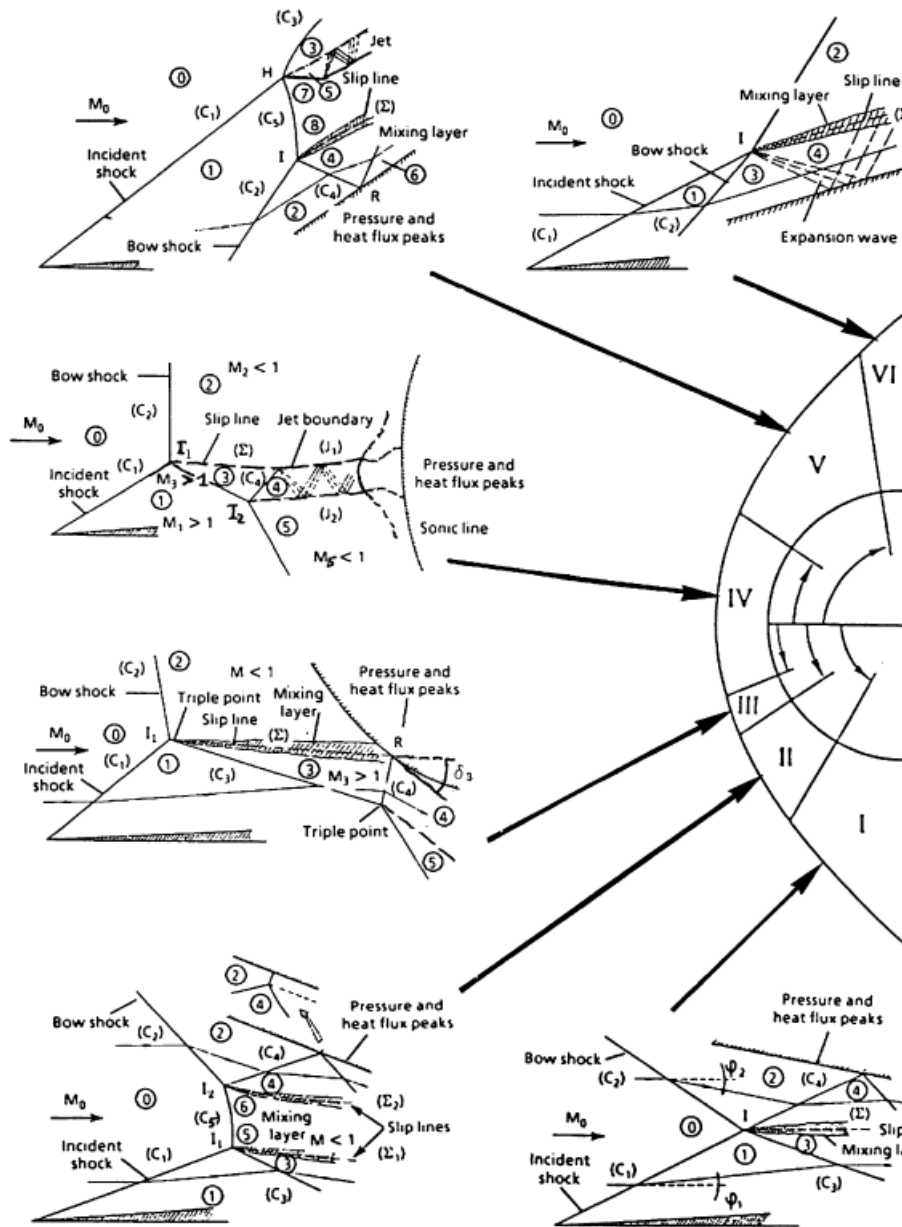 (C₃)
③
Jet
H
⓪
⑦
⑤
Slip line
M₀
(C₁)
(C₅)
⑧
(Σ)
Mixing layer
Incident
shock
I
④
⑥
①
(C₂)
(C₄)
②
R
Pressure and
heat flux peaks
Bow shock
②
⓪
Slip line
Mixing layer
M₀
I
Bow shock
④
③
Incident shock
①
(C₁)
(C₂)
Expansion wave
M₂ < 1
Bow shock
②
(C₂)
M₀
⓪
Slip line
Jet boundary
I₁
(Σ)
(J₁)
(C₁)
③
(C₄)
④
Pressure and
heat flux peaks
Incident
shock
M₃ > 1
①
I₂
(J₂)
M₁ > 1
⑤
Sonic line
M₅ < 1
VI
V
IV
III
II
I
(C₂)
②
M < 1
Pressure and
heat flux peaks
Bow shock
Triple point
Mixing
layer
Slip line
M₀
⓪
I₁
(Σ)
R
(C₁)
①
Incident
shock
(C₃)
③
M₃ > 1
(C₄)
δ₃
④
Triple point
⑤
②
④
Pressure and
heat flux peaks
Bow shock
(C₂)
②
(C₄)
I₂
④
M₀
⓪
⑥
(Σ₂)
(C₅)
Mixing
layer
M < 1
Slip lines
I₁
⑤
(Σ₁)
Incident
shock
(C₁)
③
①
(C₃)
Pressure and
heat flux peaks
Bow shock
(C₂)
φ₂
②
(C₄)
④
M₀
⓪
I
(Σ)
①
③
Incident
shock
(C₁)
φ₁
(C₃)